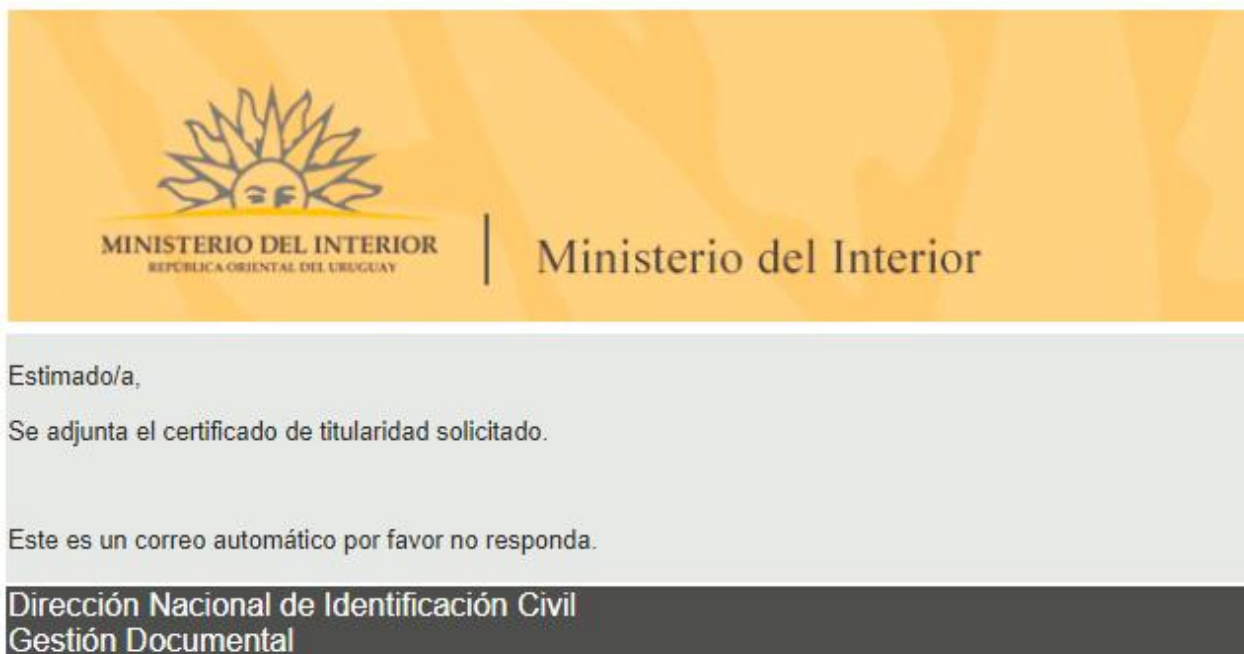 MINISTERIO DEL INTERIOR
REPÚBLICA ORIENTAL DEL URUGUAY
Ministerio del Interior
Estimado/a,
Se adjunta el certificado de titularidad solicitado.
Este es un correo automático por favor no responda.
Dirección Nacional de Identificación Civil
Gestión Documental